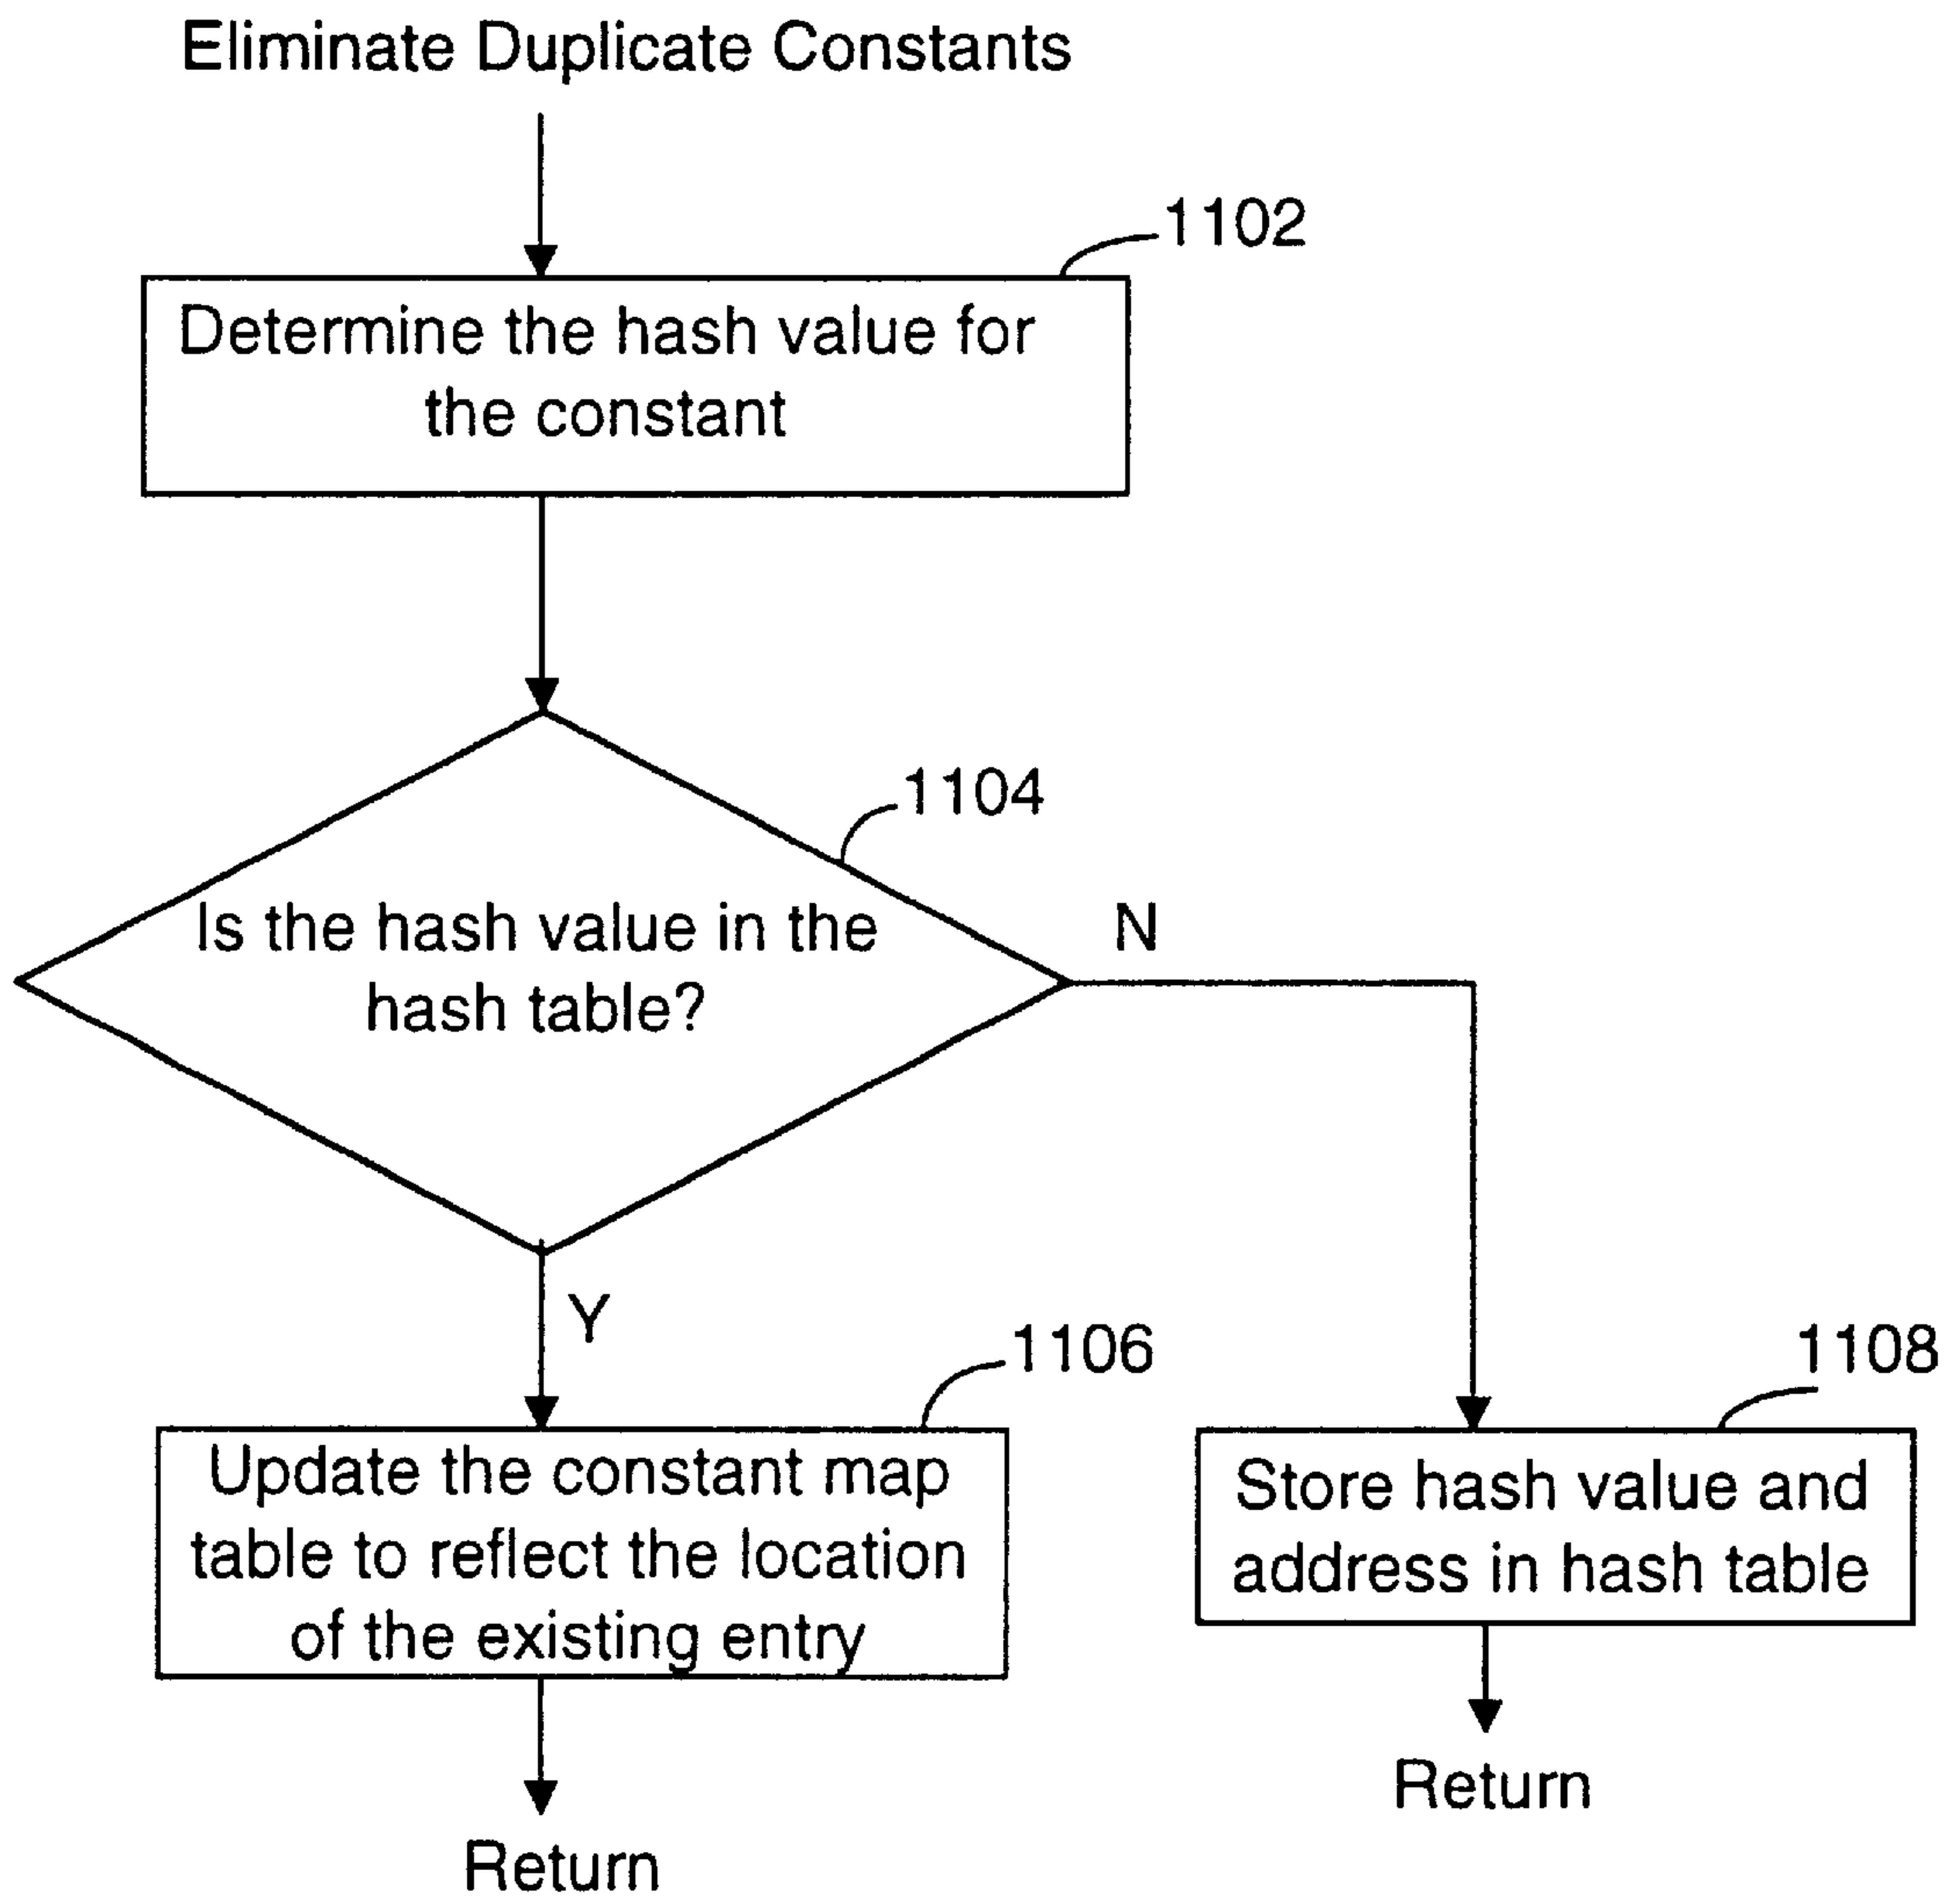 Eliminate Duplicate Constants
1102
Determine the hash value for
the constant
1104
Is the hash value in the
hash table?
N
Y
1106
1108
Update the constant map
table to reflect the location
of the existing entry
Store hash value and
address in hash table
Return
Return